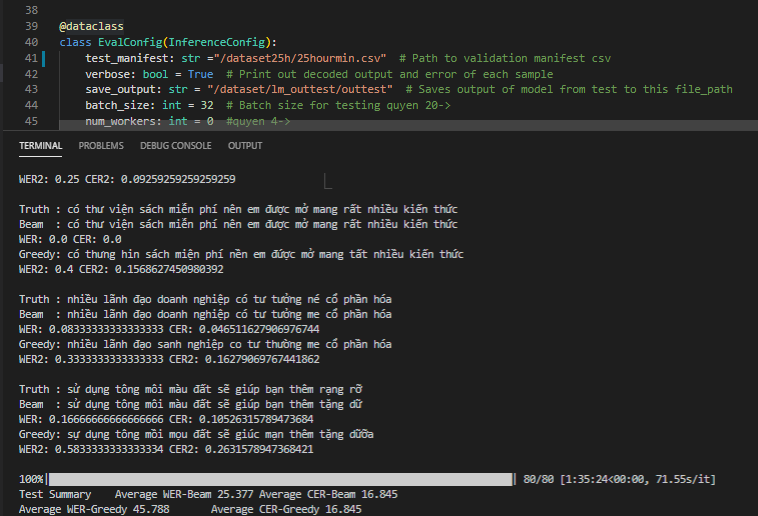 38
39 @dataclass
40 class EvalConfig(InferenceConfig):
41 test_manifest: str ="/dataset25h/25hourmin.csv"  # Path to validation manifest csv
42 verbose: bool = True  # Print out decoded output and error of each sample
43 save_output: str = "/dataset/lm_outtest/outtest"  # Saves output of model from test to this file_path
44 batch_size: int = 32  # Batch size for testing quyen 20->
45 num_workers: int = 0  #quyen 4->
TERMINAL PROBLEMS DEBUG CONSOLE OUTPUT
WER2: 0.25 CER2: 0.09259259259259259
Truth : có thư viện sách miễn phí nên em được mở mang rất nhiều kiến thức
Beam  : có thư viện sách miễn phí nên em được mở mang rất nhiều kiến thức
WER: 0.0 CER: 0.0
Greedy: có thưng hin sách miện phí nền em đứợc mở mang tất nhiều kiến thức
WER2: 0.4 CER2: 0.1568627450980392
Truth : nhiều lãnh đạo doanh nghiệp có tư tưởng né cổ phần hóa
Beam  : nhiều lãnh đạo doanh nghiệp có tư tưởng me cổ phần hóa
WER: 0.08333333333333333 CER: 0.046511627906976744
Greedy: nhiều lãnh đạo sanh nghiệp co tư thường me cổ phần hóa
WER2: 0.3333333333333333 CER2: 0.16279069767441862
Truth : sử dụng tông môi màu đất sẽ giúp bạn thêm rạng rỡ
Beam  : sử dụng tông môi màu đất sẽ giúp bạn thêm tặng dữ
WER: 0.16666666666666666 CER: 0.10526315789473684
Greedy: sự dụng tông mồi mọu đất sẽ giúc mạn thêm tặng dữỡa
WER2: 0.5833333333333334 CER2: 0.2631578947368421
100%| | 80/80 [1:35:24<00:00, 71.55s/it]
Test Summary    Average WER-Beam 25.377 Average CER-Beam 16.845
Average WER-Greedy 45.788       Average CER-Greedy 16.845